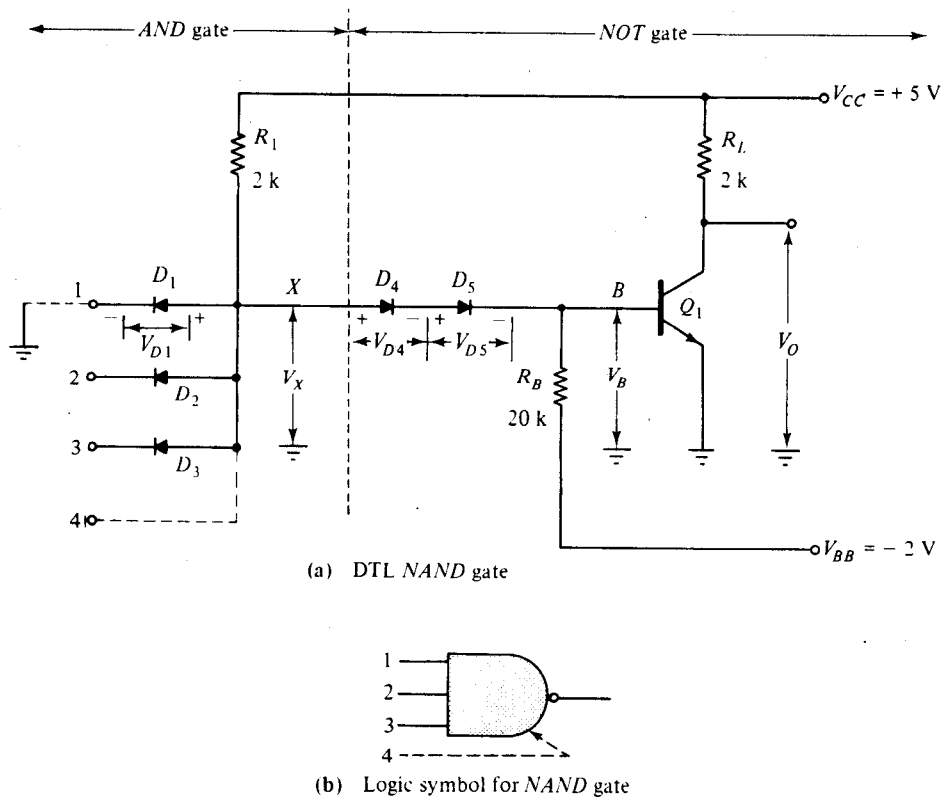 AND gate
NOT gate
V_CC = + 5 V
R_1
2 k
R_L
2 k
1
D_1
X
D_4
D_5
B
Q_1
− +
V_D1
+ − + −
V_D4
V_D5
V_X
R_B
20 k
V_B
V_O
2
D_2
3
D_3
4
V_BB = − 2 V
(a) DTL NAND gate
1
2
3
4
(b) Logic symbol for NAND gate